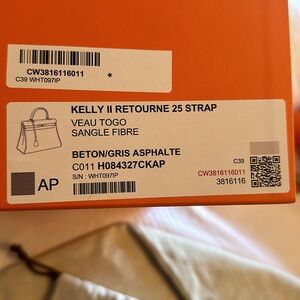 CW3816116011 *
C39 WHT097IP
KELLY II RETOURNE 25 STRAP
VEAU TOGO
SANGLE FIBRE
BETON/GRIS ASPHALTE
C011 H084327CKAP
S/N : WHT097IP
AP
C39
CW3816116011
3816116